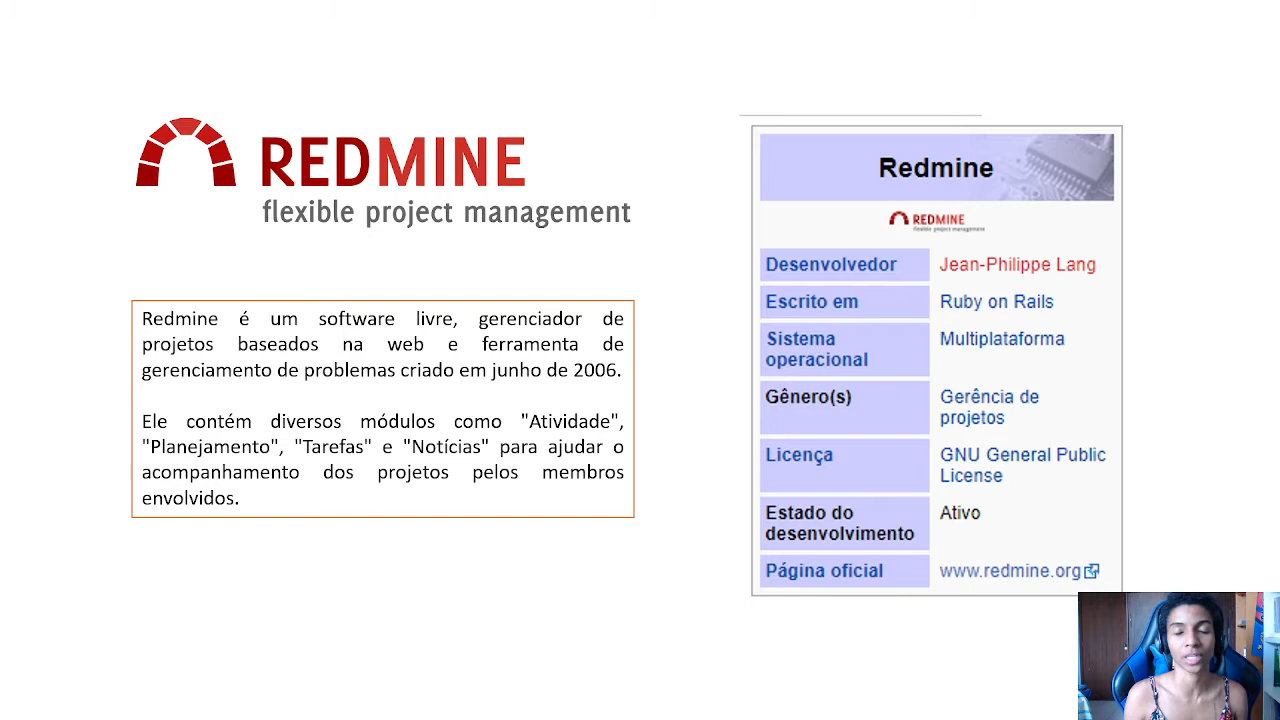 REDMINE
flexible project management
Redmine é um software livre, gerenciador de
projetos baseados na web e ferramenta de
gerenciamento de problemas criado em junho de 2006.
Ele contém diversos módulos como "Atividade",
"Planejamento", "Tarefas" e "Notícias" para ajudar o
acompanhamento dos projetos pelos membros
envolvidos.
Redmine
REDMINE
flexible project management
Desenvolvedor Jean-Philippe Lang
Escrito em Ruby on Rails
Sistema operacional Multiplataforma
Gênero(s) Gerência de
projetos
Licença GNU General Public
License
Estado do
desenvolvimento Ativo
Página oficial www.redmine.org